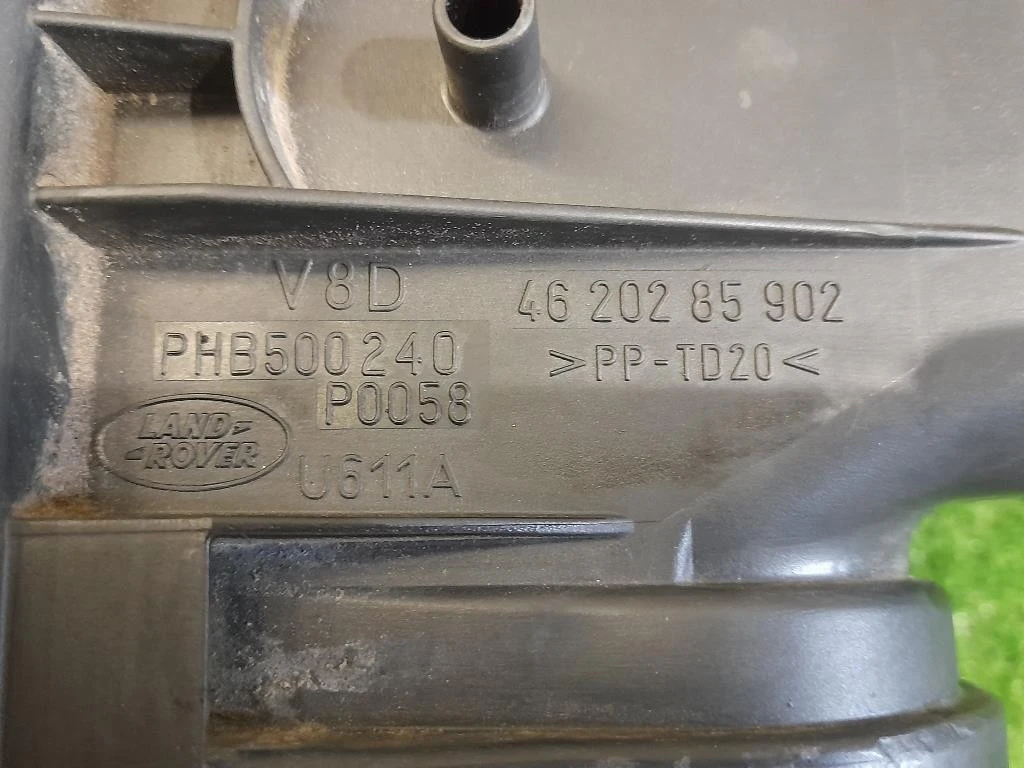 V8D
PHB500240
P0058
LAND
ROVER
U611A
46 202 85 902
>PP-TD20<